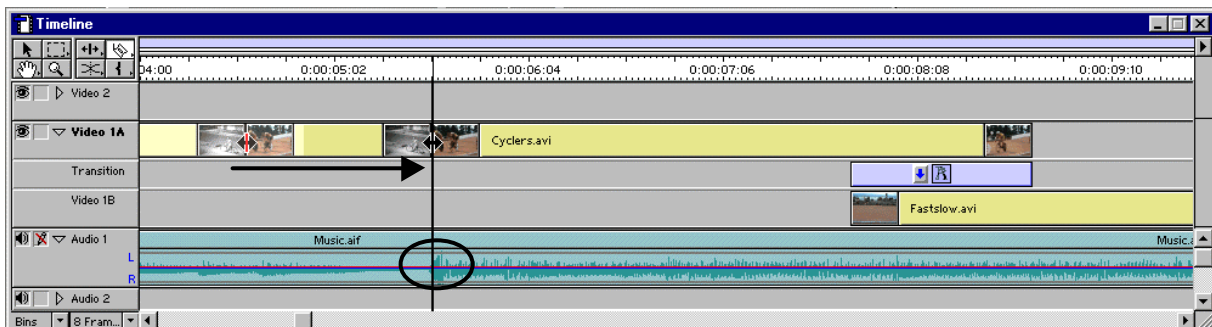 Timeline
04:00 0:00:05:02 0:00:06:04 0:00:07:06 0:00:08:08 0:00:09:10
Video 2
Video 1A
Cyclers.avi
Transition
Video 1B
Fastslow.avi
Audio 1
Music.aif
L
R
Audio 2
Bins 8 Fram...